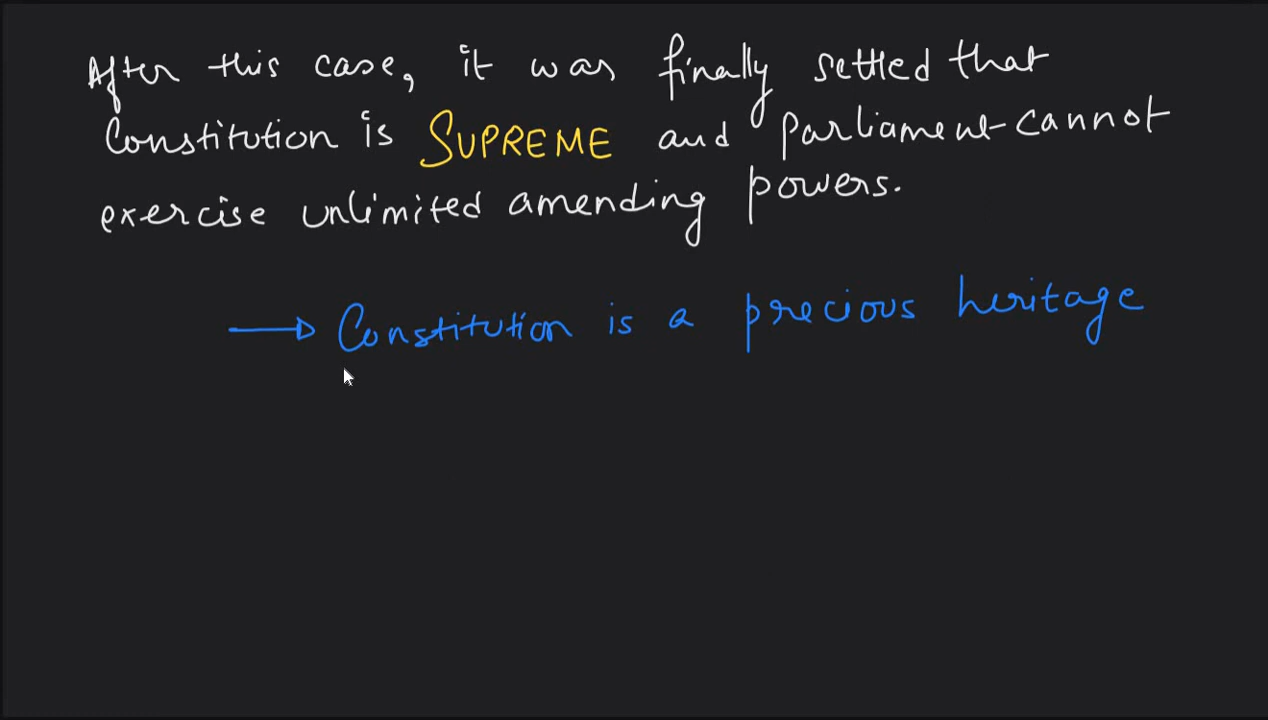 After this case, it was finally settled that
Constitution is SUPREME and parliament cannot
exercise unlimited amending powers.
Constitution is a precious heritage